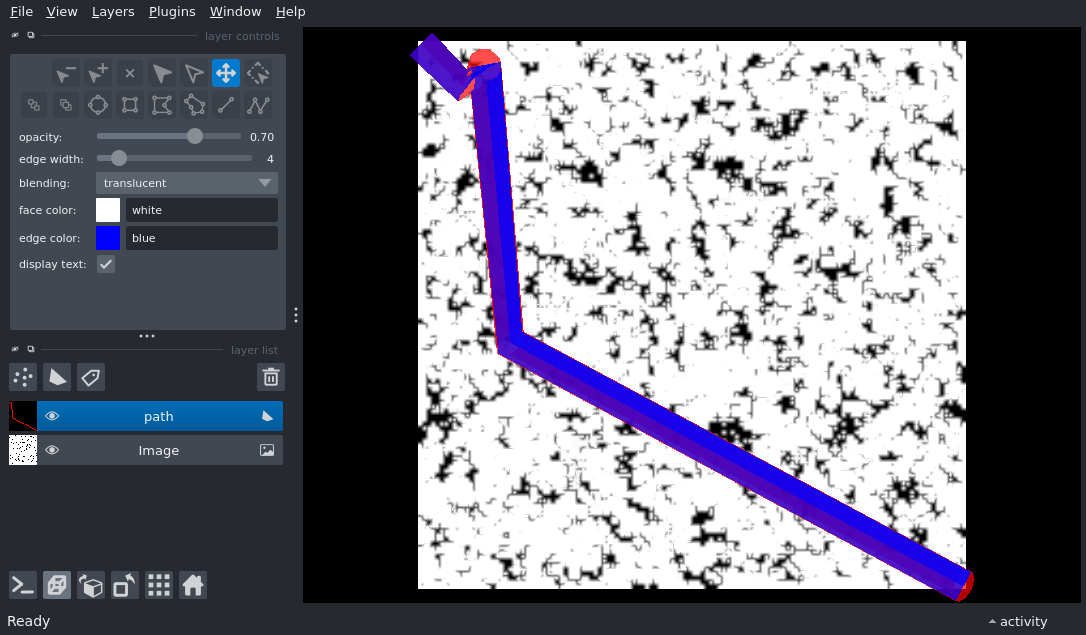 File View Layers Plugins Window Help
layer controls
opacity: 0.70
edge width: 4
blending: translucent
face color: white
edge color: blue
display text:
layer list
path
Image
Ready activity